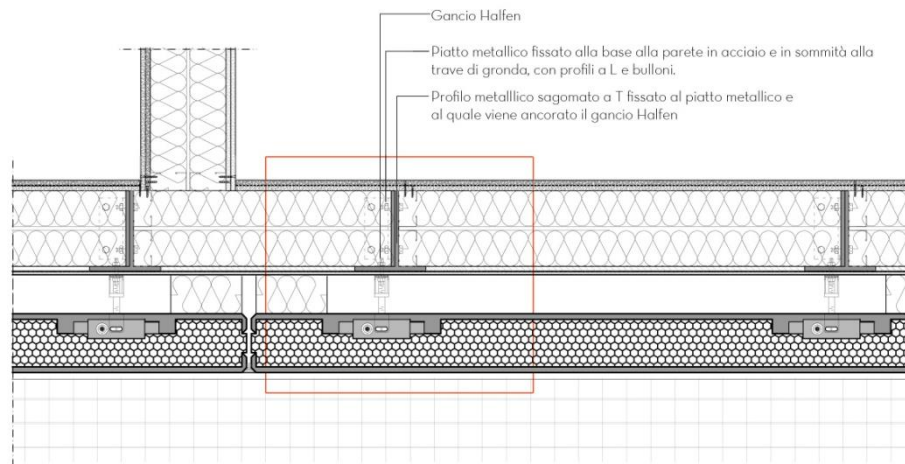 Gancio Halfen
Piatto metallico fissato alla base alla parete in acciaio e in sommità alla
trave di gronda, con profili a L e bulloni.
Profilo metalllico sagomato a T fissato al piatto metallico e
al quale viene ancorato il gancio Halfen